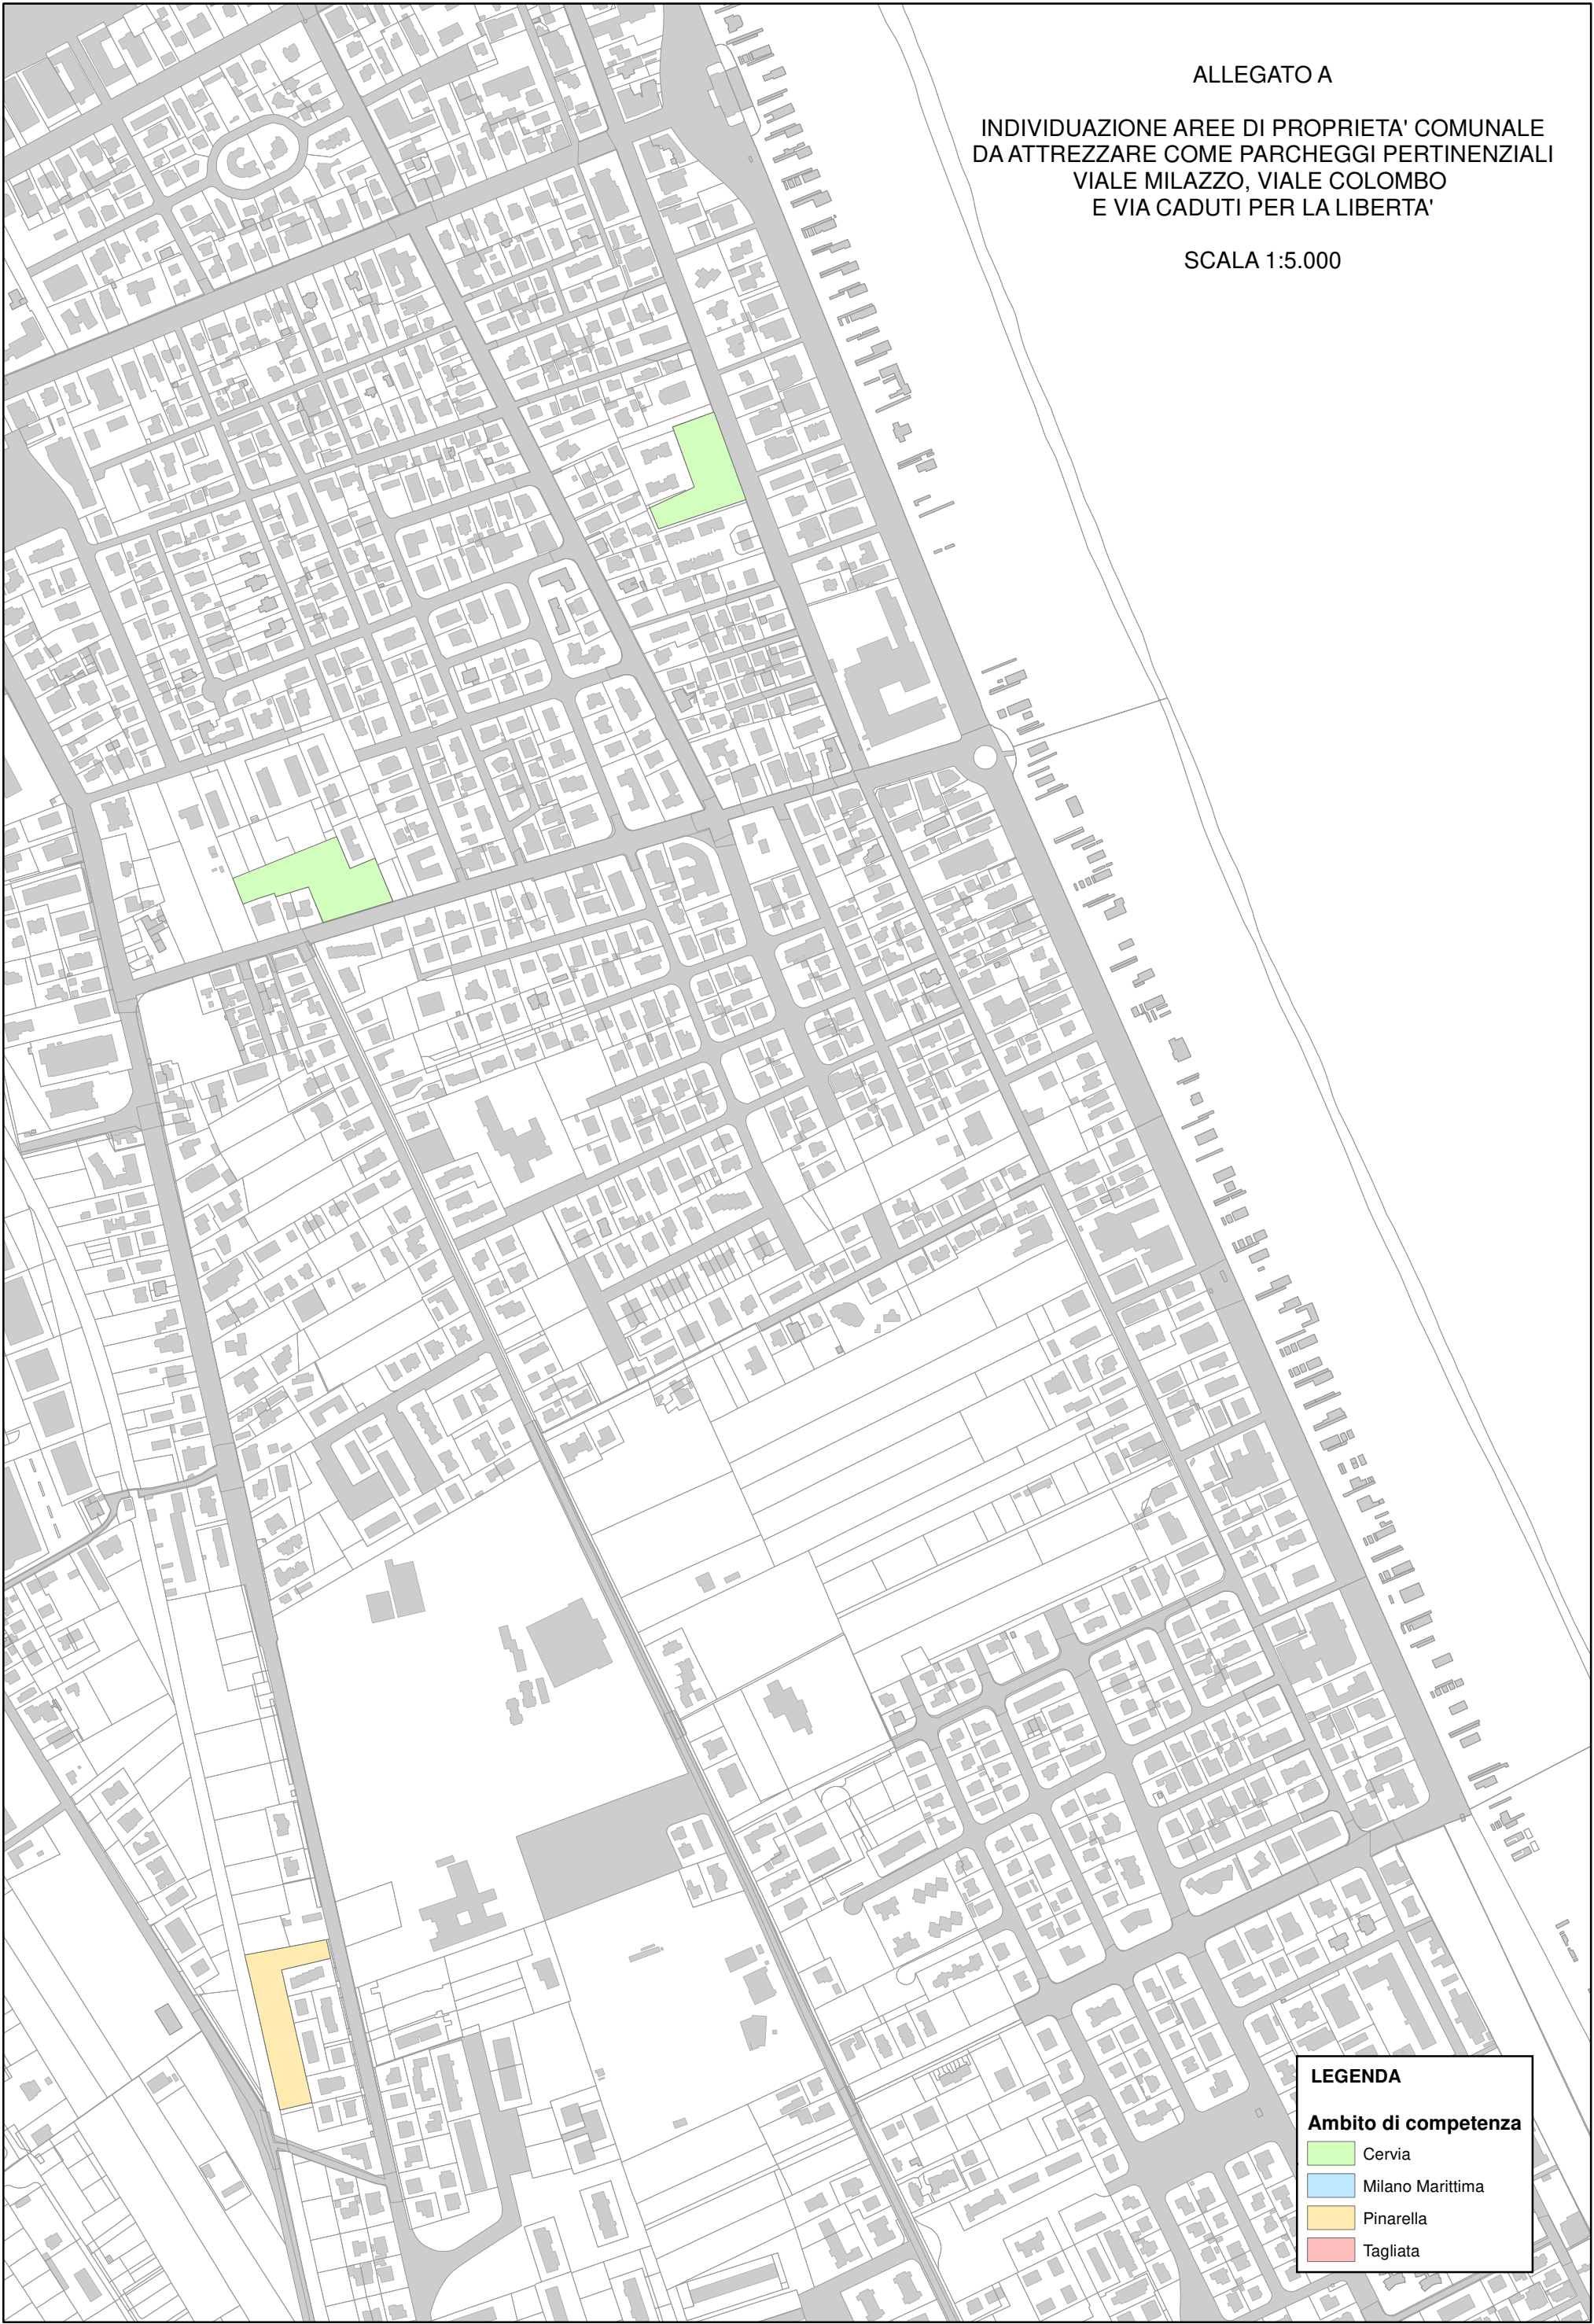 ALLEGATO A
INDIVIDUAZIONE AREE DI PROPRIETA' COMUNALE
DA ATTREZZARE COME PARCHEGGI PERTINENZIALI
VIALE MILAZZO, VIALE COLOMBO
E VIA CADUTI PER LA LIBERTA'
SCALA 1:5.000
LEGENDA
Ambito di competenza
Cervia
Milano Marittima
Pinarella
Tagliata